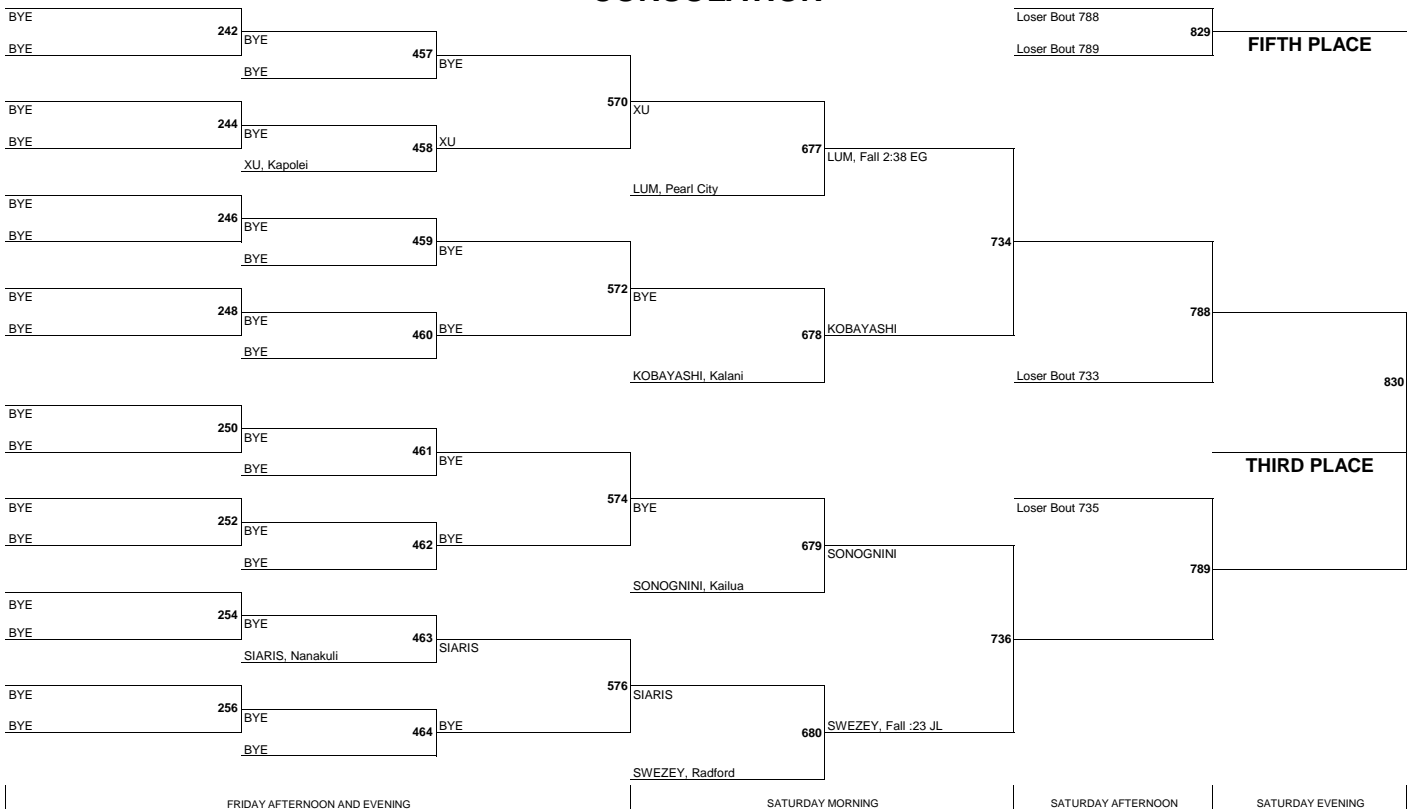 CONSOLATION
BYE
242
BYE
BYE
457
BYE
BYE
BYE
244
BYE
BYE
458
XU
XU, Kapolei
570
XU
677
LUM, Fall 2:38 EG
LUM, Pearl City
BYE
246
BYE
BYE
459
BYE
BYE
BYE
248
BYE
BYE
460
BYE
BYE
572
BYE
678
KOBAYASHI
KOBAYASHI, Kalani
734
BYE
250
BYE
BYE
461
BYE
BYE
BYE
252
BYE
BYE
462
BYE
BYE
574
BYE
679
SONOGNINI
SONOGNINI, Kailua
BYE
254
BYE
BYE
463
SIARIS
SIARIS, Nanakuli
BYE
256
BYE
BYE
464
BYE
BYE
576
SIARIS
680
SWEZEY, Fall :23 JL
SWEZEY, Radford
736
Loser Bout 788
829
Loser Bout 789
FIFTH PLACE
788
Loser Bout 733
830
THIRD PLACE
Loser Bout 735
789
FRIDAY AFTERNOON AND EVENING
SATURDAY MORNING
SATURDAY AFTERNOON
SATURDAY EVENING